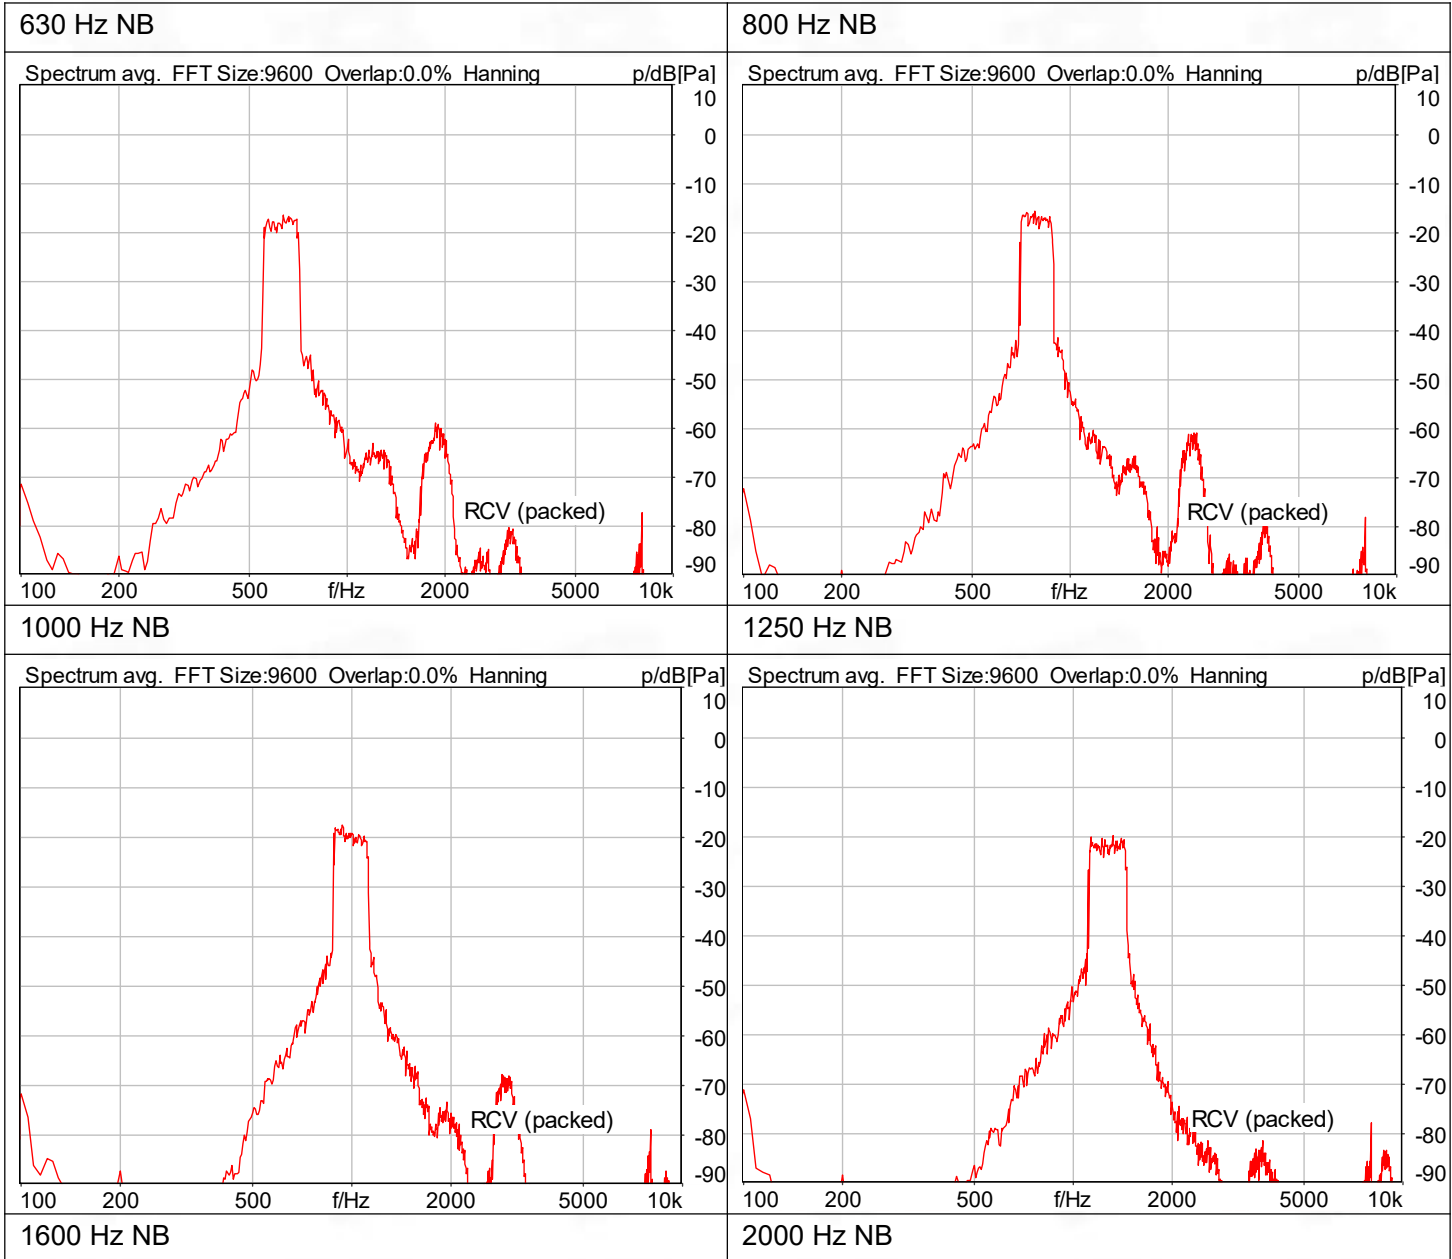 630 Hz NB
800 Hz NB
Spectrum avg. FFT Size:9600 Overlap:0.0% Hanning p/dB[Pa]
10
0
-10
-20
-30
-40
-50
-60
-70
-80
-90
RCV (packed)
100 200 500 f/Hz 2000 5000 10k
Spectrum avg. FFT Size:9600 Overlap:0.0% Hanning p/dB[Pa]
10
0
-10
-20
-30
-40
-50
-60
-70
-80
-90
RCV (packed)
100 200 500 f/Hz 2000 5000 10k
1000 Hz NB
1250 Hz NB
Spectrum avg. FFT Size:9600 Overlap:0.0% Hanning p/dB[Pa]
10
0
-10
-20
-30
-40
-50
-60
-70
-80
-90
RCV (packed)
100 200 500 f/Hz 2000 5000 10k
Spectrum avg. FFT Size:9600 Overlap:0.0% Hanning p/dB[Pa]
10
0
-10
-20
-30
-40
-50
-60
-70
-80
-90
RCV (packed)
100 200 500 f/Hz 2000 5000 10k
1600 Hz NB
2000 Hz NB